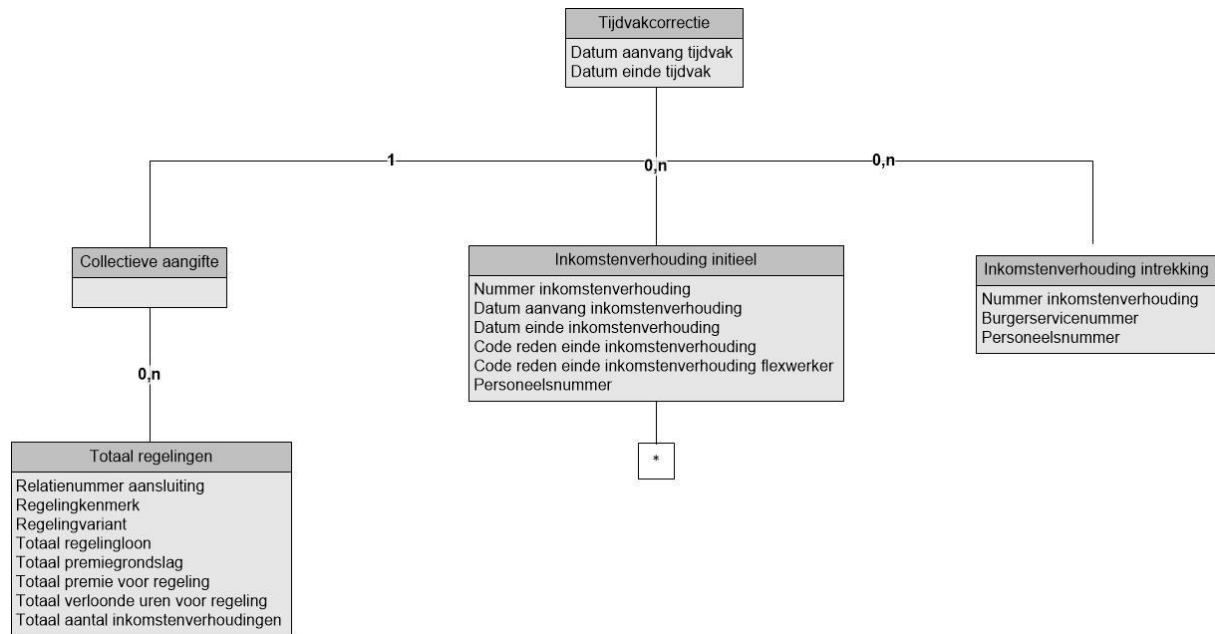 Tijdvakcorrectie
Datum aanvang tijdvak
Datum einde tijdvak
1
0,n
0,n
Collectieve aangifte
0,n
Totaal regelingen
Relatienummer aansluiting
Regelingkenmerk
Regelingvariant
Totaal regelingloon
Totaal premiegrondslag
Totaal premie voor regeling
Totaal verloonde uren voor regeling
Totaal aantal inkomstenverhoudingen
Inkomstenverhouding initieel
Nummer inkomstenverhouding
Datum aanvang inkomstenverhouding
Datum einde inkomstenverhouding
Code reden einde inkomstenverhouding
Code reden einde inkomstenverhouding flexwerker
Personeelsnummer
*
Inkomstenverhouding intrekking
Nummer inkomstenverhouding
Burgerservicenummer
Personeelsnummer